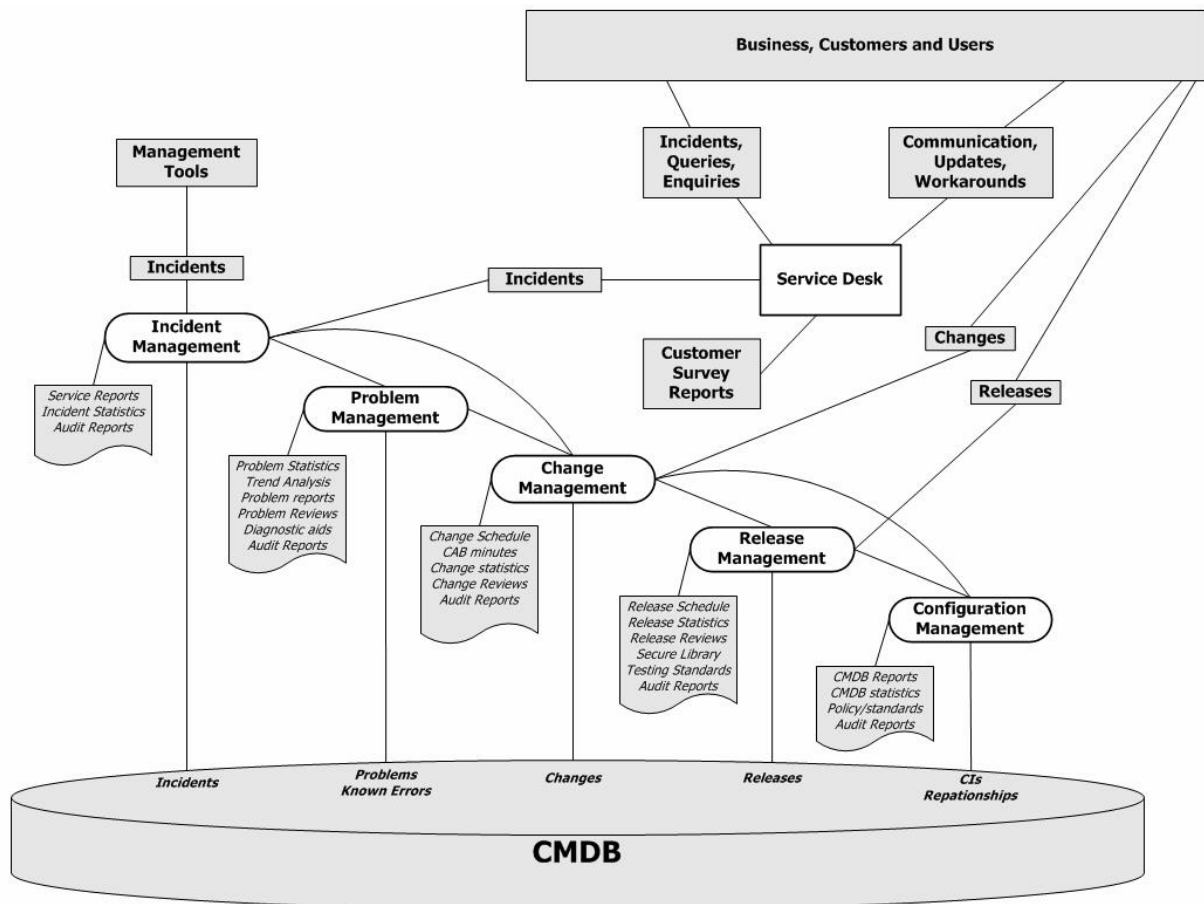 Business, Customers and Users
Incidents,
Queries,
Enquiries
Communication,
Updates,
Workarounds
Management
Tools
Incidents
Incidents
Service Desk
Incident
Management
Changes
Customer
Survey
Reports
Releases
Service Reports
Incident Statistics
Audit Reports
Problem
Management
Problem Statistics
Trend Analysis
Problem reports
Problem Reviews
Diagnostic aids
Audit Reports
Change
Management
Change Schedule
CAB minutes
Change statistics
Change Reviews
Audit Reports
Release
Management
Release Schedule
Release Statistics
Release Reviews
Secure Library
Testing Standards
Audit Reports
Configuration
Management
CMDB Reports
CMDB statistics
Policy/standards
Audit Reports
Incidents
Problems
Known Errors
Changes
Releases
CIs
Repationships
CMDB